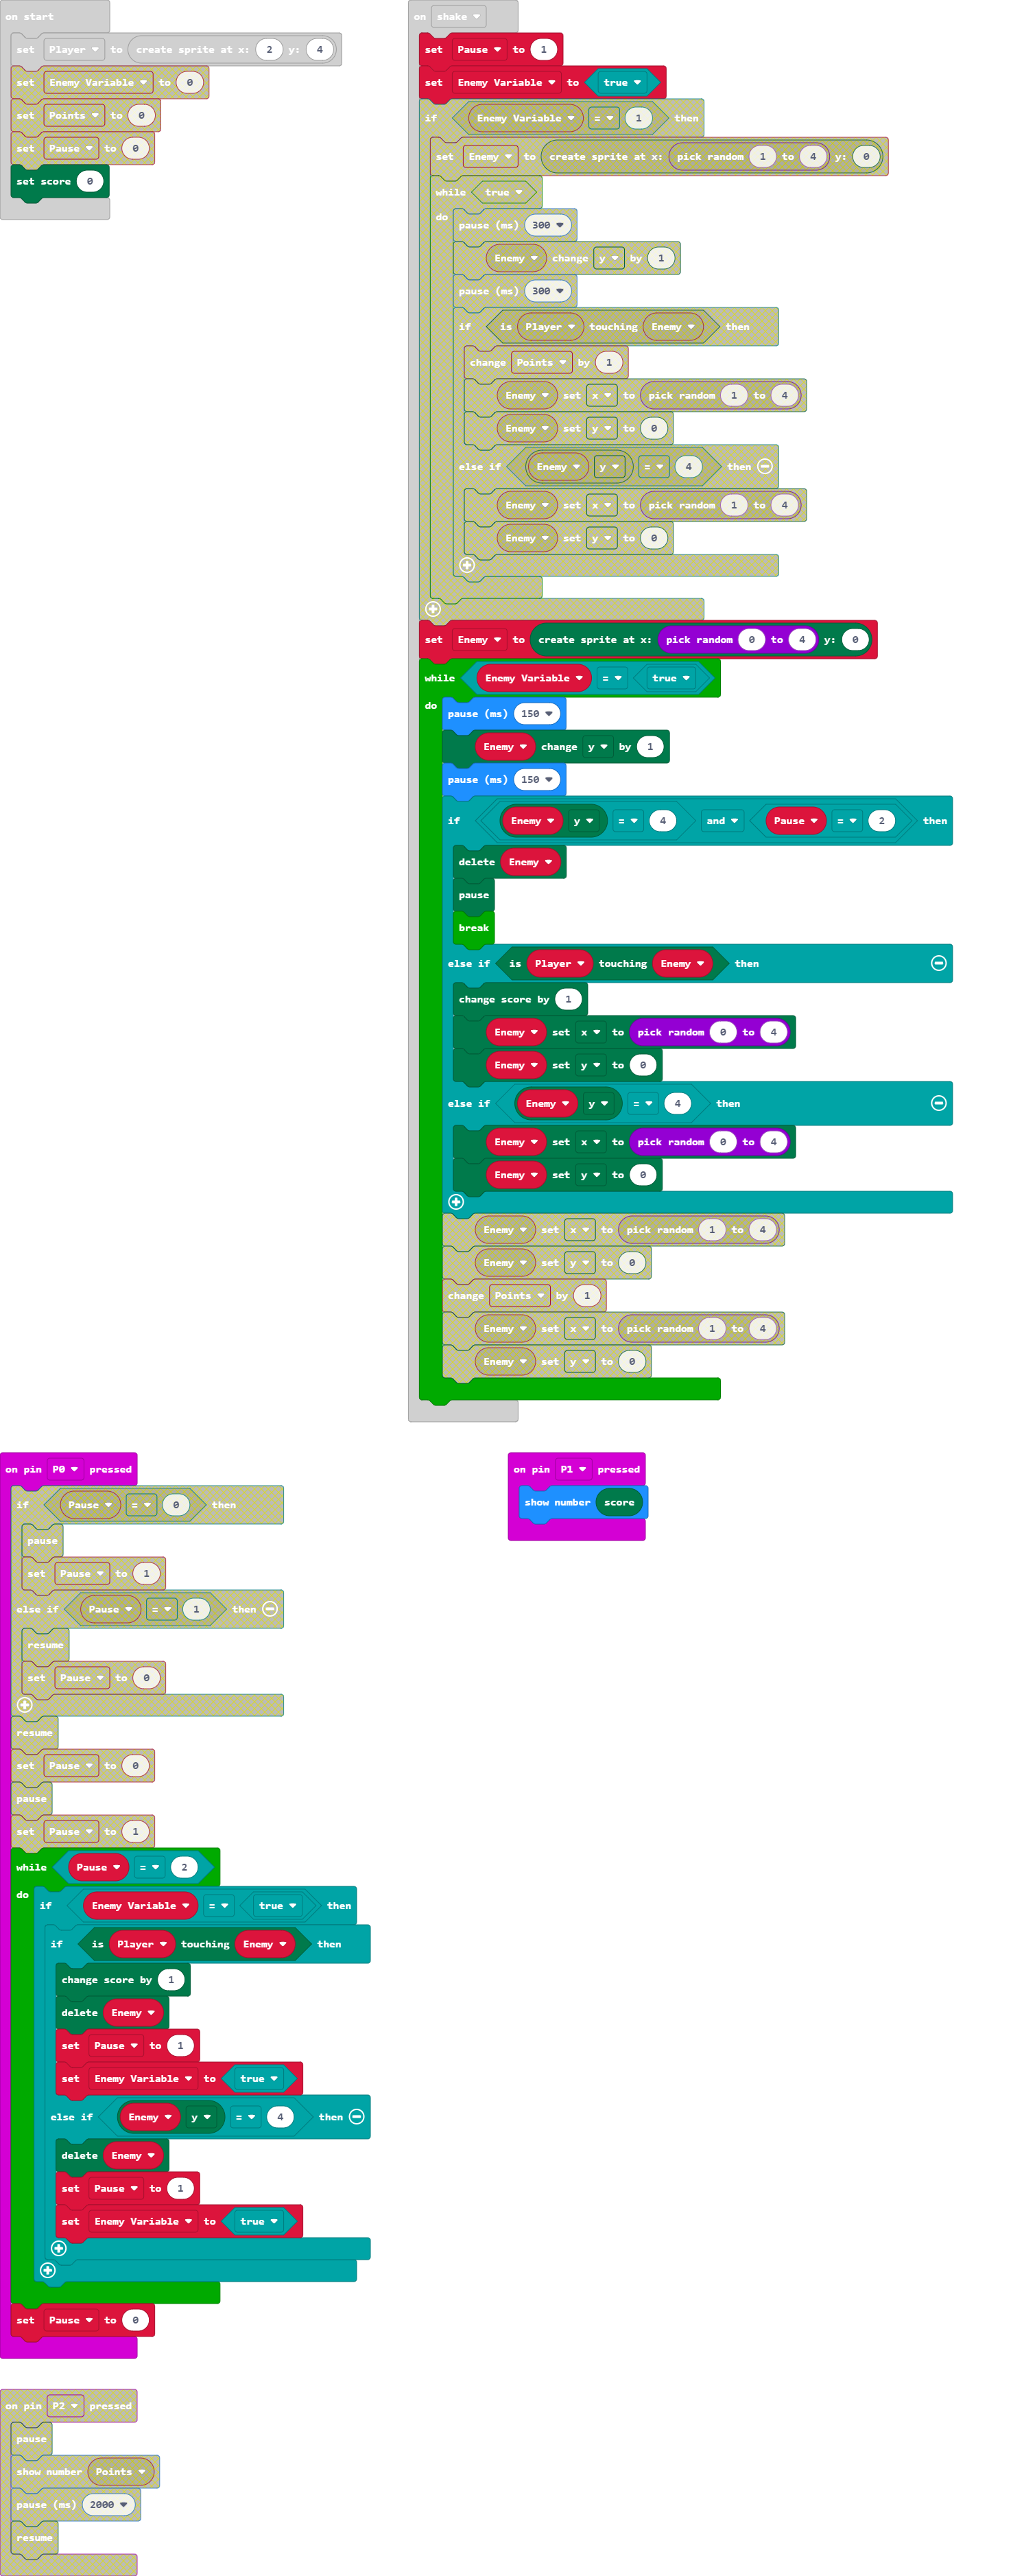 on start
set Player to create sprite at x: 2 y: 4
set Enemy Variable to 0
set Points to 0
set Pause to 0
set score 0
on shake
set Pause to 1
set Enemy Variable to true
if Enemy Variable = 1 then
set Enemy to create sprite at x: pick random 1 to 4 y: 0
while true
do
pause (ms) 300
Enemy change y by 1
pause (ms) 300
if is Player touching Enemy then
change Points by 1
Enemy set x to pick random 1 to 4
Enemy set y to 0
else if Enemy y = 4 then
Enemy set x to pick random 1 to 4
Enemy set y to 0
set Enemy to create sprite at x: pick random 0 to 4 y: 0
while Enemy Variable = true
do
pause (ms) 150
Enemy change y by 1
pause (ms) 150
if Enemy y = 4 and Pause = 2 then
delete Enemy
pause
break
else if is Player touching Enemy then
change score by 1
Enemy set x to pick random 0 to 4
Enemy set y to 0
else if Enemy y = 4 then
Enemy set x to pick random 0 to 4
Enemy set y to 0
Enemy set x to pick random 1 to 4
Enemy set y to 0
change Points by 1
Enemy set x to pick random 1 to 4
Enemy set y to 0
on pin P0 pressed
if Pause = 0 then
pause
set Pause to 1
else if Pause = 1 then
resume
set Pause to 0
resume
set Pause to 0
pause
set Pause to 1
while Pause = 2
do
if Enemy Variable = true then
if is Player touching Enemy then
change score by 1
delete Enemy
set Pause to 1
set Enemy Variable to true
else if Enemy y = 4 then
delete Enemy
set Pause to 1
set Enemy Variable to true
set Pause to 0
on pin P1 pressed
show number score
on pin P2 pressed
pause
show number Points
pause (ms) 2000
resume